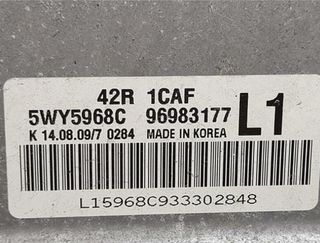 42R 1CAF
5WY5968C 96983177 L1
K 14.08.09/7 0284 MADE IN KOREA
L15968C933302848